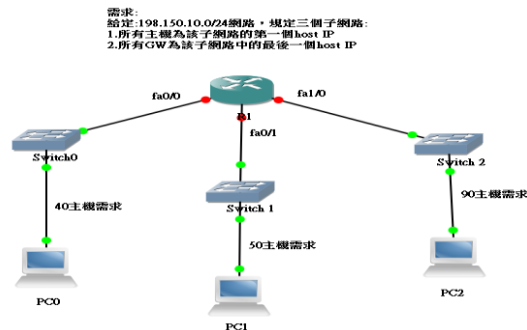 需求:
給定:198.150.10.0/24網路,規定三個子網路:
1.所有主機為該子網路的第一個host IP
2.所有GW為該子網路中的最後一個host IP
fa0/0
fa1/0
R1
fa0/1
Switch0
Switch 2
Switch 1
40主機需求
90主機需求
50主機需求
PC0
PC2
PC1